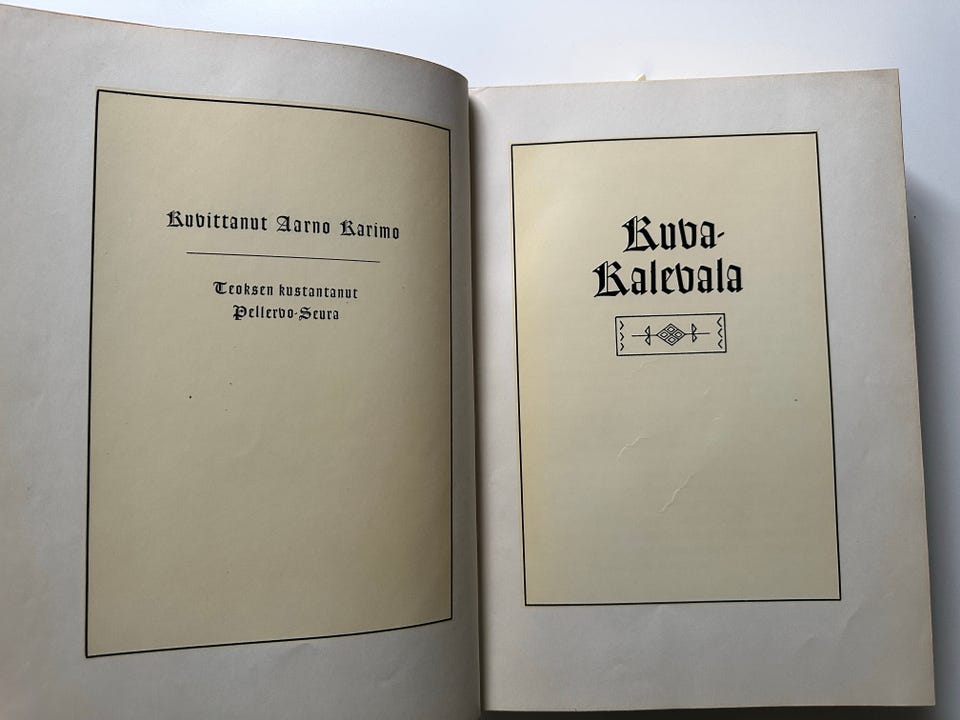 Kuvittanut Aarno Karimo
Teoksen kustantanut
Pellervo-Seura
Kuva-
Kalevala